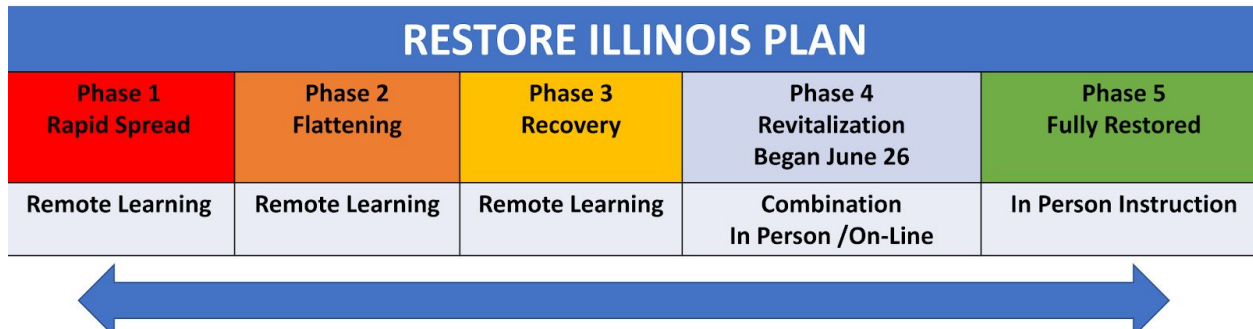 RESTORE ILLINOIS PLAN
Phase 1
Rapid Spread
Phase 2
Flattening
Phase 3
Recovery
Phase 4
Revitalization
Began June 26
Phase 5
Fully Restored
Remote Learning
Remote Learning
Remote Learning
Combination
In Person /On-Line
In Person Instruction